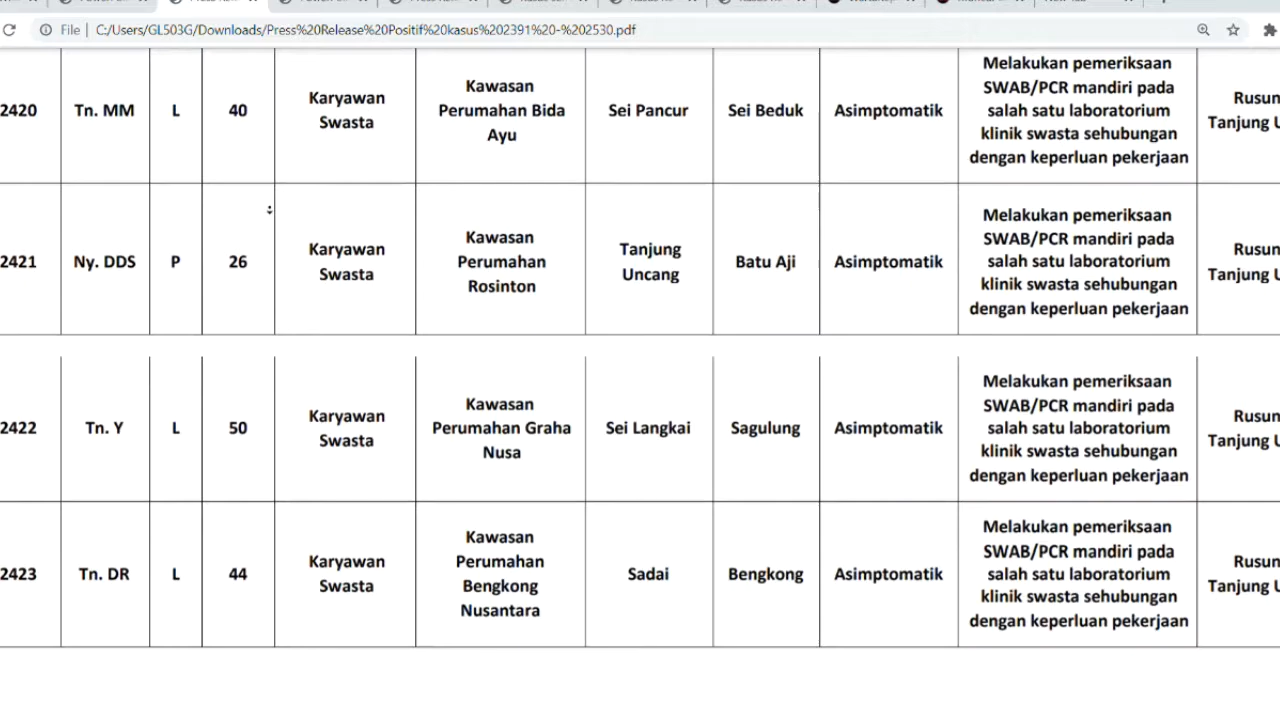 File | C:/Users/GL503G/Downloads/Press%20Release%20Positif%20kasus%202391%20-%202530.pdf
2420
Tn. MM
L
40
Karyawan
Swasta
Kawasan
Perumahan Bida
Ayu
Sei Pancur
Sei Beduk
Asimptomatik
Melakukan pemeriksaan
SWAB/PCR mandiri pada
salah satu laboratorium
klinik swasta sehubungan
dengan keperluan pekerjaan
Rusun
Tanjung U
2421
Ny. DDS
P
26
Karyawan
Swasta
Kawasan
Perumahan
Rosinton
Tanjung
Uncang
Batu Aji
Asimptomatik
Melakukan pemeriksaan
SWAB/PCR mandiri pada
salah satu laboratorium
klinik swasta sehubungan
dengan keperluan pekerjaan
Rusun
Tanjung U
2422
Tn. Y
L
50
Karyawan
Swasta
Kawasan
Perumahan Graha
Nusa
Sei Langkai
Sagulung
Asimptomatik
Melakukan pemeriksaan
SWAB/PCR mandiri pada
salah satu laboratorium
klinik swasta sehubungan
dengan keperluan pekerjaan
Rusun
Tanjung U
2423
Tn. DR
L
44
Karyawan
Swasta
Kawasan
Perumahan
Bengkong
Nusantara
Sadai
Bengkong
Asimptomatik
Melakukan pemeriksaan
SWAB/PCR mandiri pada
salah satu laboratorium
klinik swasta sehubungan
dengan keperluan pekerjaan
Rusun
Tanjung U